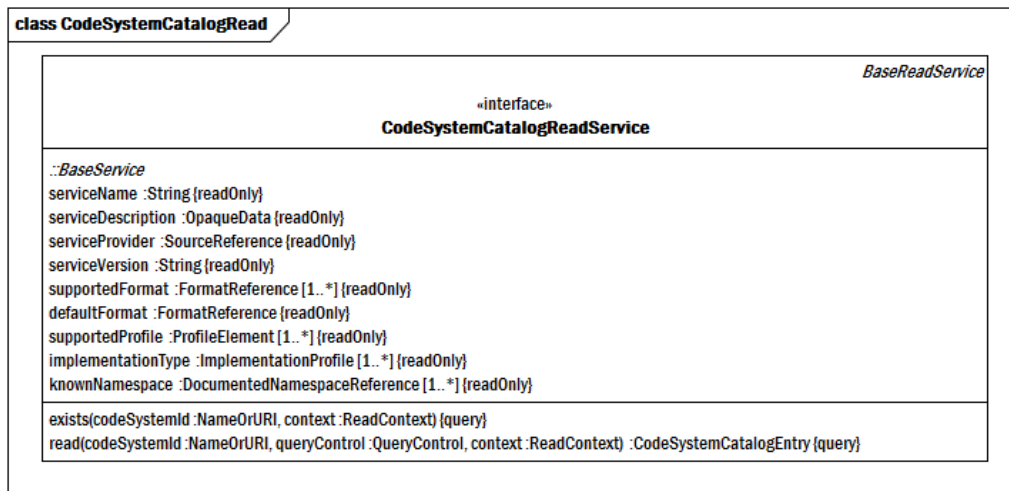 class CodeSystemCatalogRead
BaseReadService
«interface»
CodeSystemCatalogReadService
::BaseService
serviceName :String {readOnly}
serviceDescription :OpaqueData {readOnly}
serviceProvider :SourceReference {readOnly}
serviceVersion :String {readOnly}
supportedFormat :FormatReference [1..*] {readOnly}
defaultFormat :FormatReference {readOnly}
supportedProfile :ProfileElement [1..*] {readOnly}
implementationType :ImplementationProfile [1..*] {readOnly}
knownNamespace :DocumentedNamespaceReference [1..*] {readOnly}
exists(codeSystemId :NameOrURI, context :ReadContext) {query}
read(codeSystemId :NameOrURI, queryControl :QueryControl, context :ReadContext) :CodeSystemCatalogEntry {query}